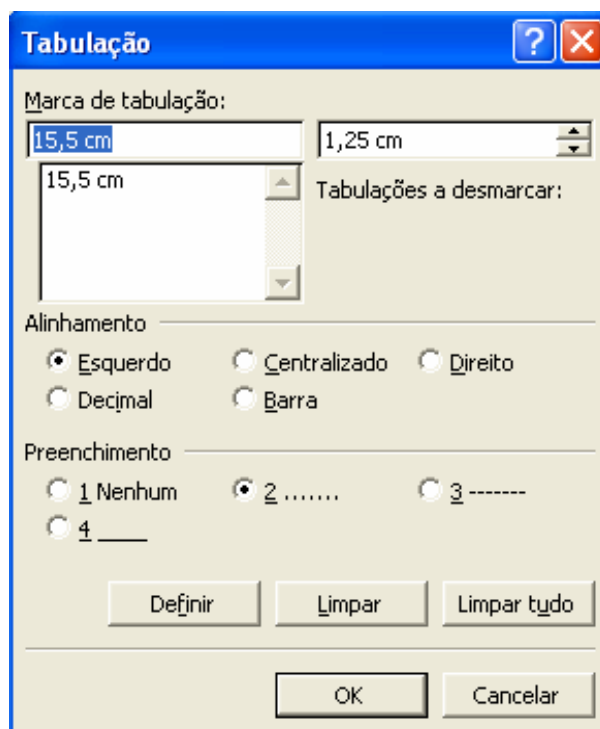 Tabulação
Marca de tabulação:
15,5 cm 1,25 cm
15,5 cm Tabulações a desmarcar:
Alinhamento
Esquerdo Centralizado Direito
Decimal Barra
Preenchimento
1 Nenhum 2 ....... 3 -------
4 ____
Definir Limpar Limpar tudo
OK Cancelar